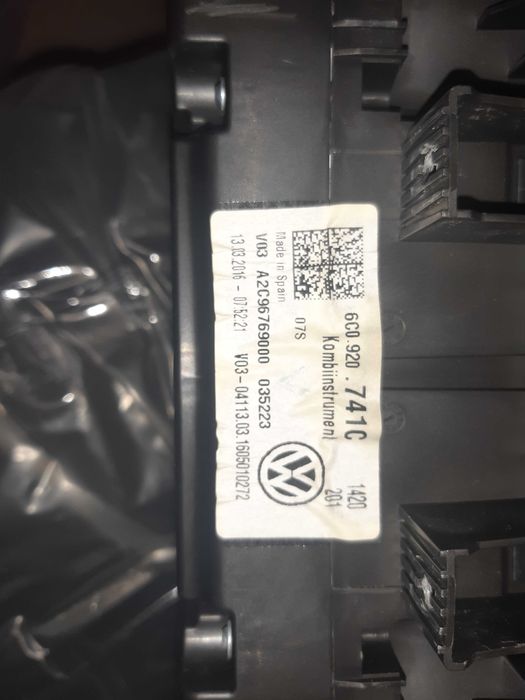 6C0.920 .741C 1420
Kombiinstrument 201
07S
Made in Spain
V03 A2C96769000 035223
13.03.2016 - 07:52:21 V03-04113.03.1605010272